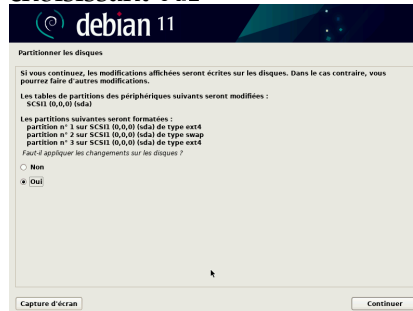 debian 11
Partitionner les disques
Si vous continuez, les modifications affichées seront écrites sur les disques. Dans le cas contraire, vous
pourrez faire d'autres modifications.
Les tables de partitions des périphériques suivants seront modifiées :
SCSI1 (0,0,0) (sda)
Les partitions suivantes seront formatées :
partition n° 1 sur SCSI1 (0,0,0) (sda) de type ext4
partition n° 2 sur SCSI1 (0,0,0) (sda) de type swap
partition n° 3 sur SCSI1 (0,0,0) (sda) de type ext4
Faut-il appliquer les changements sur les disques ?
Non
Oui
Capture d'écran
Continuer